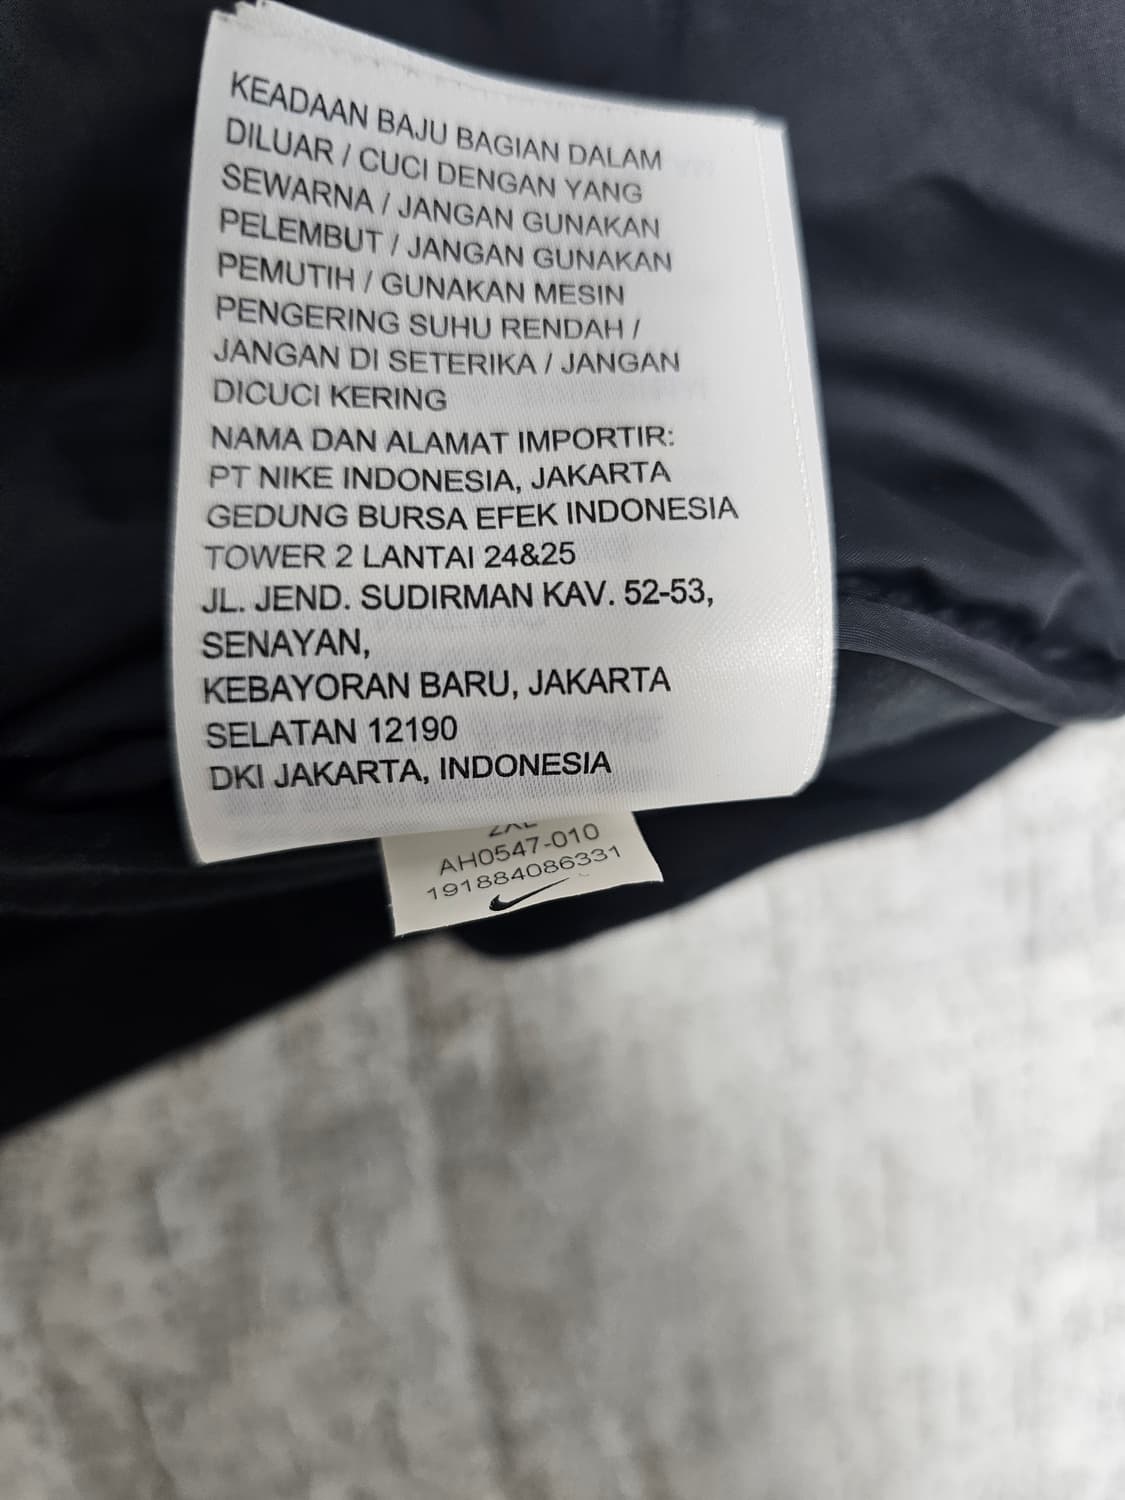 KEADAAN BAJU BAGIAN DALAM
DILUAR / CUCI DENGAN YANG
SEWARNA / JANGAN GUNAKAN
PELEMBUT / JANGAN GUNAKAN
PEMUTIH / GUNAKAN MESIN
PENGERING SUHU RENDAH /
JANGAN DI SETERIKA / JANGAN
DICUCI KERING
NAMA DAN ALAMAT IMPORTIR:
PT NIKE INDONESIA, JAKARTA
GEDUNG BURSA EFEK INDONESIA
TOWER 2 LANTAI 24&25
JL. JEND. SUDIRMAN KAV. 52-53,
SENAYAN,
KEBAYORAN BARU, JAKARTA
SELATAN 12190
DKI JAKARTA, INDONESIA
2XL
AH0547-010
191884086331